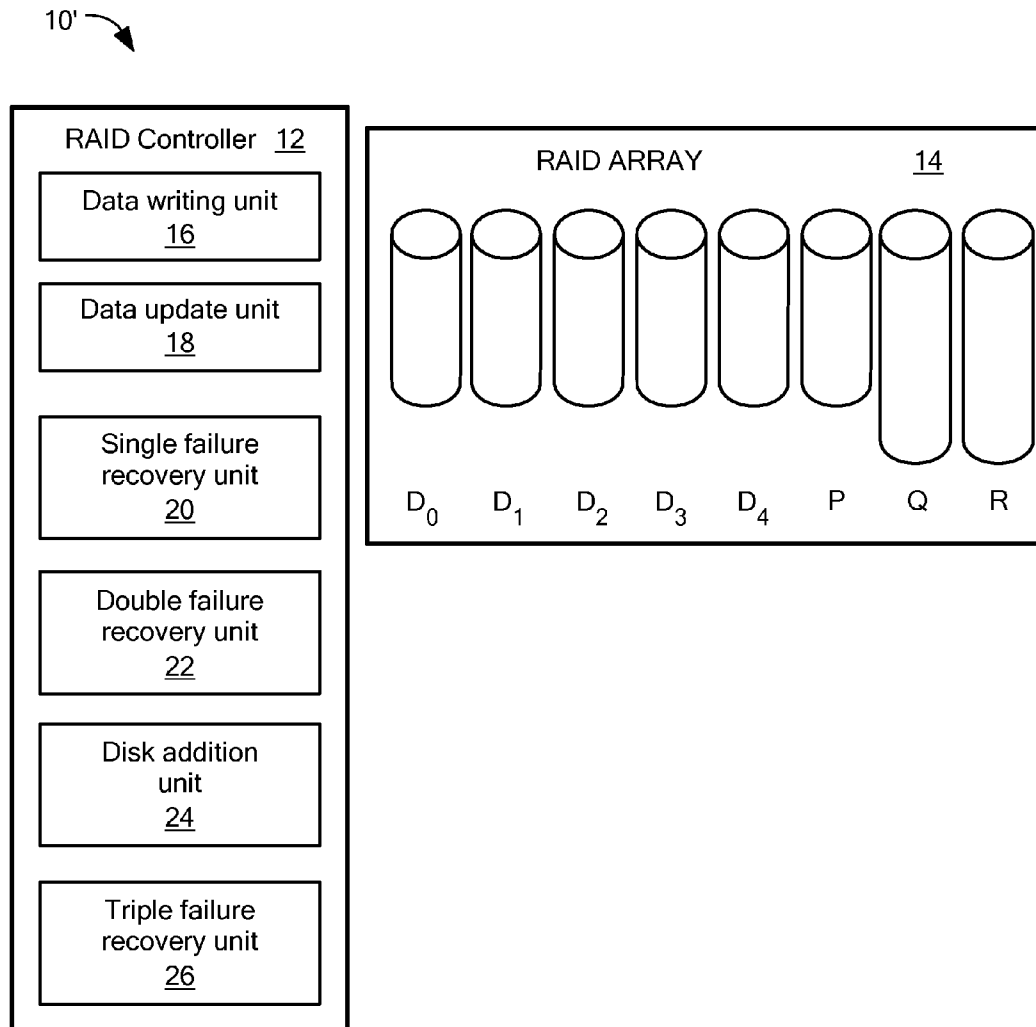 10'
RAID Controller 12
Data writing unit
16
Data update unit
18
Single failure
recovery unit
20
Double failure
recovery unit
22
Disk addition
unit
24
Triple failure
recovery unit
26
RAID ARRAY 14
D0 D1 D2 D3 D4 P Q R